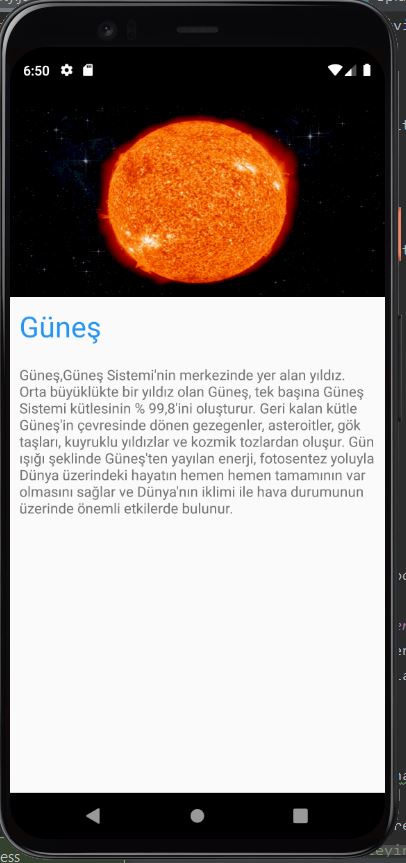 6:50
Güneş
Güneş,Güneş Sistemi'nin merkezinde yer alan yıldız.
Orta büyüklükte bir yıldız olan Güneş, tek başına Güneş
Sistemi kütlesinin % 99,8'ini oluşturur. Geri kalan kütle
Güneş'in çevresinde dönen gezegenler, asteroitler, gök
taşları, kuyruklu yıldızlar ve kozmik tozlardan oluşur. Gün
ışığı şeklinde Güneş'ten yayılan enerji, fotosentez yoluyla
Dünya üzerindeki hayatın hemen hemen tamamının var
olmasını sağlar ve Dünya'nın iklimi ile hava durumunun
üzerinde önemli etkilerde bulunur.
ess